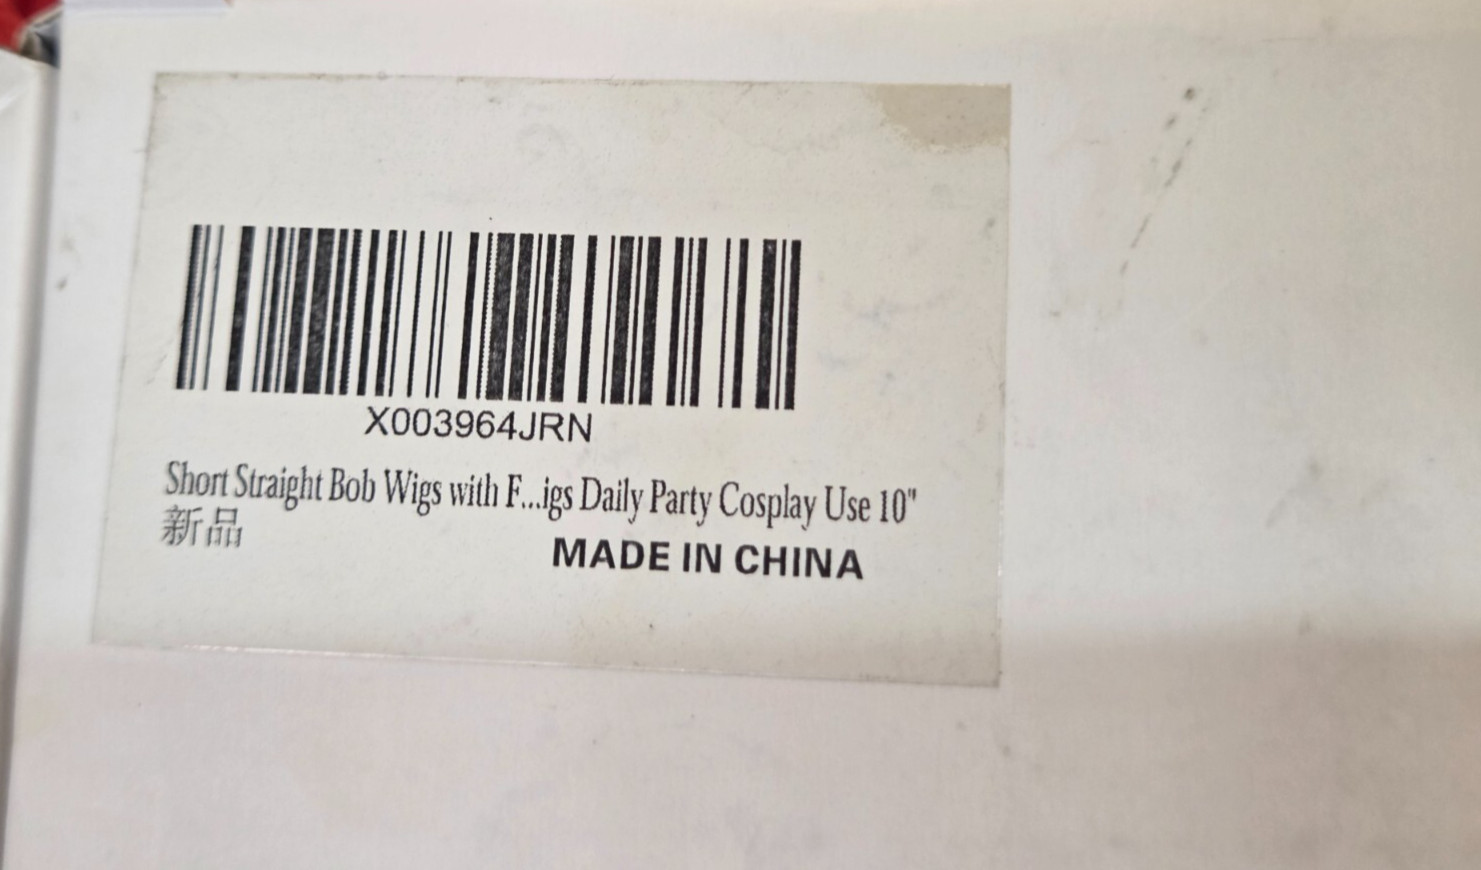 X003964JRN
Short Straight Bob Wigs with F...igs Daily Party Cosplay Use 10"
新品
MADE IN CHINA